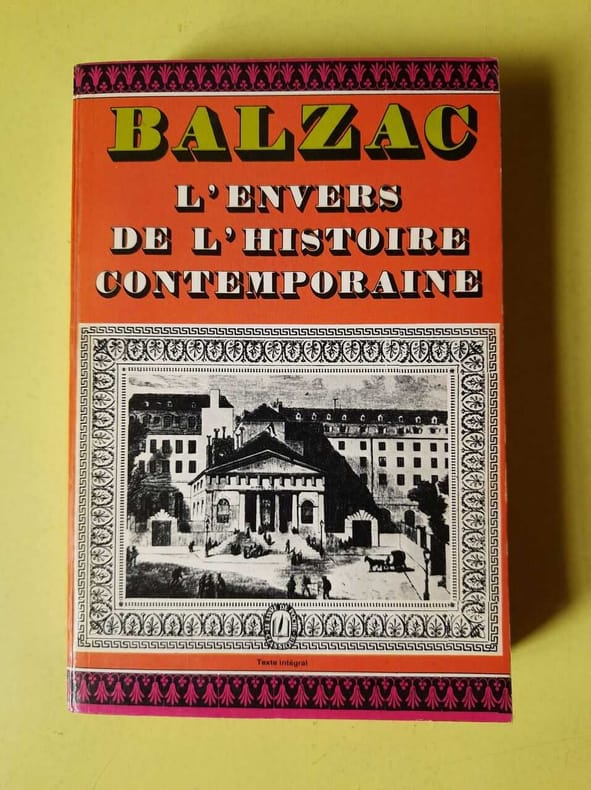 BALZAC
L'ENVERS
DE L'HISTOIRE
CONTEMPORAINE
Texte intégral